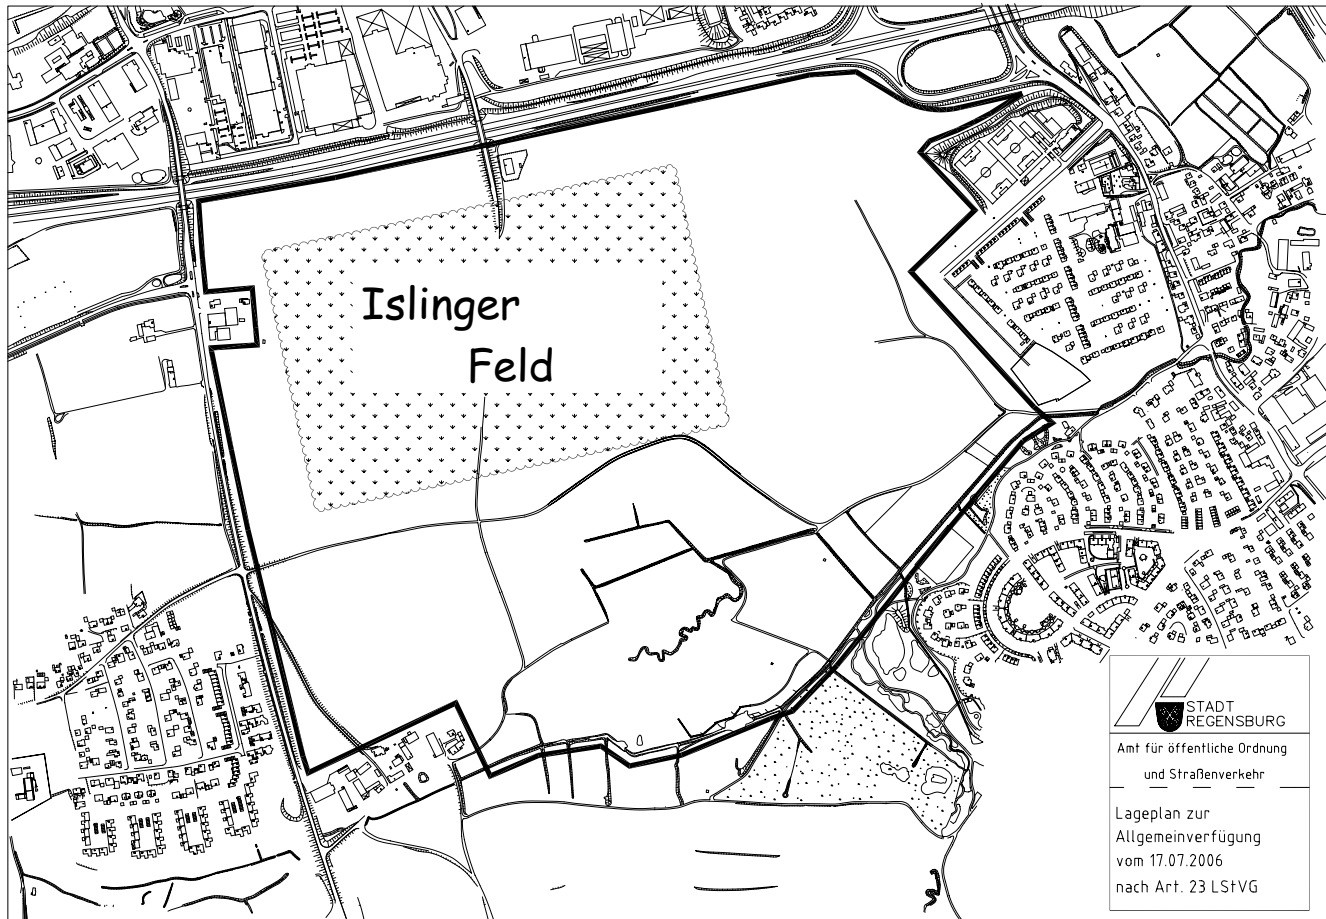 Islinger
Feld
STADT
REGENSBURG
Amt für öffentliche Ordnung
und Straßenverkehr
Lageplan zur
Allgemeinverfügung
vom 17.07.2006
nach Art. 23 LStVG